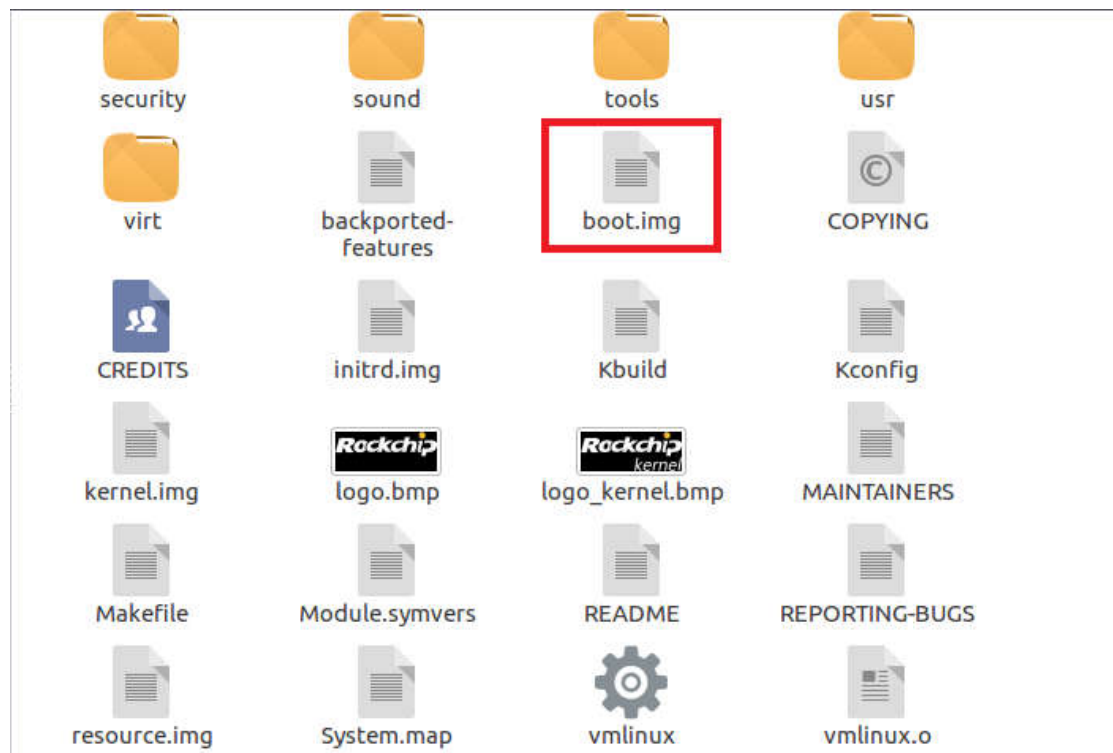 security sound tools usr
virt backported-features boot.img COPYING
CREDITS initrd.img Kbuild Kconfig
Rockchip Rockchip
kernel
kernel.img logo.bmp logo_kernel.bmp MAINTAINERS
Makefile Module.symvers README REPORTING-BUGS
resource.img System.map vmlinux vmlinux.o